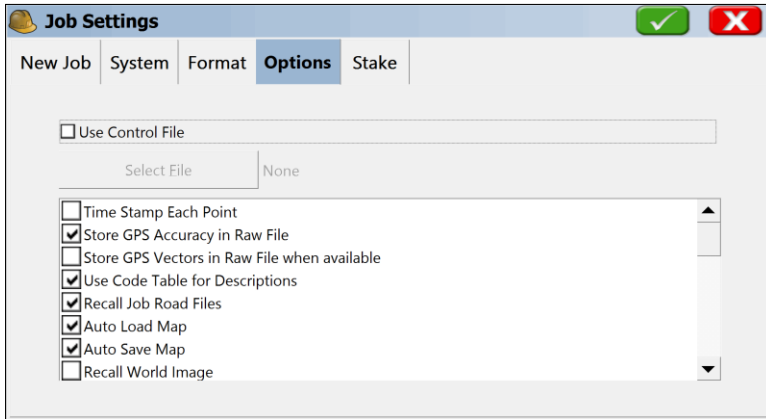 Job Settings
New Job System Format Options Stake
Use Control File
Select File None
Time Stamp Each Point
Store GPS Accuracy in Raw File
Store GPS Vectors in Raw File when available
Use Code Table for Descriptions
Recall Job Road Files
Auto Load Map
Auto Save Map
Recall World Image